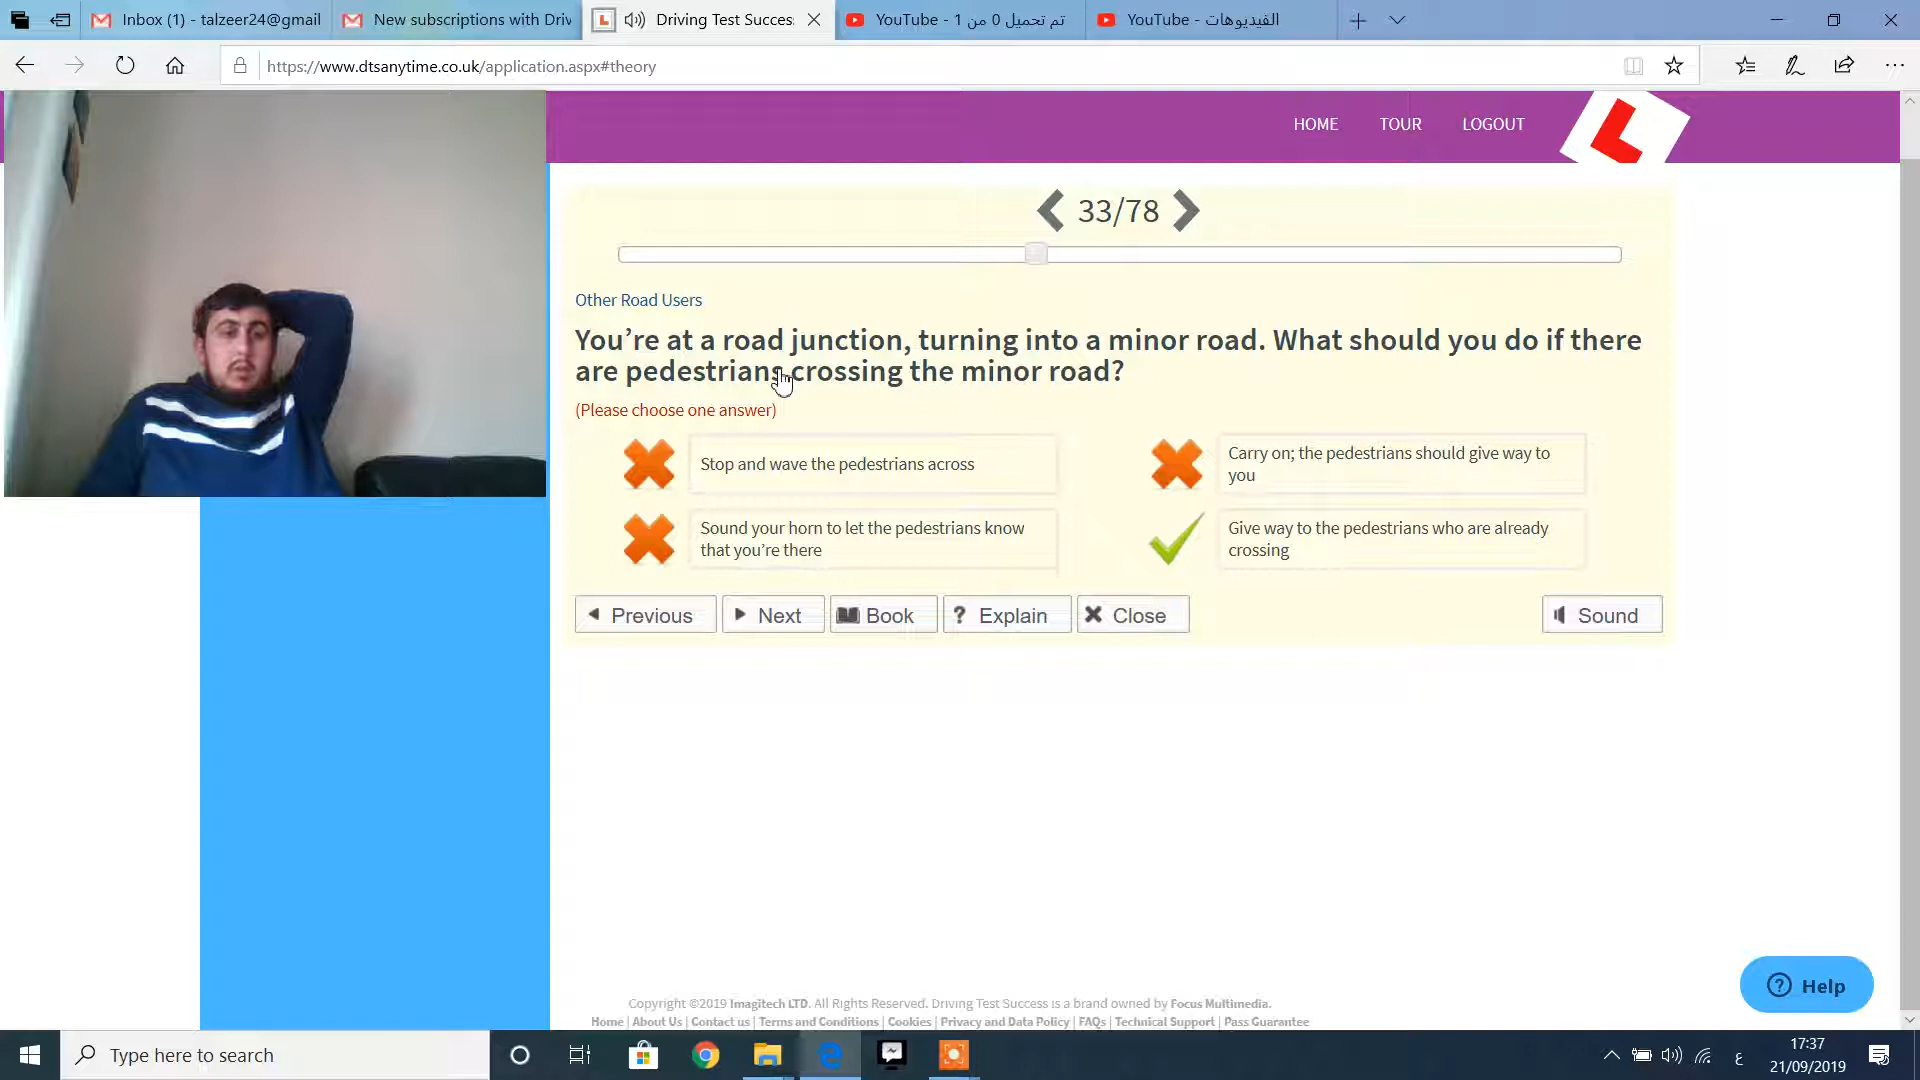 Inbox (1) - talzeer24@gmail
New subscriptions with Driv
Driving Test Succes
YouTube - تم تحميل 0 من 1
YouTube - الفيديوهات
https://www.dtsanytime.co.uk/application.aspx#theory
HOME TOUR LOGOUT
33/78
Other Road Users
You're at a road junction, turning into a minor road. What should you do if there
are pedestrians crossing the minor road?
(Please choose one answer)
Stop and wave the pedestrians across
Carry on; the pedestrians should give way to
you
Sound your horn to let the pedestrians know
that you're there
Give way to the pedestrians who are already
crossing
Previous
Next
Book
? Explain
Close
Sound
? Help
Copyright ©2019 Imagitech LTD. All Rights Reserved. Driving Test Success is a brand owned by Focus Multimedia.
Home | About Us | Contact us | Terms and Conditions | Cookies | Privacy and Data Policy | FAQs | Technical Support | Pass Guarantee
Type here to search
ع
17:37
21/09/2019